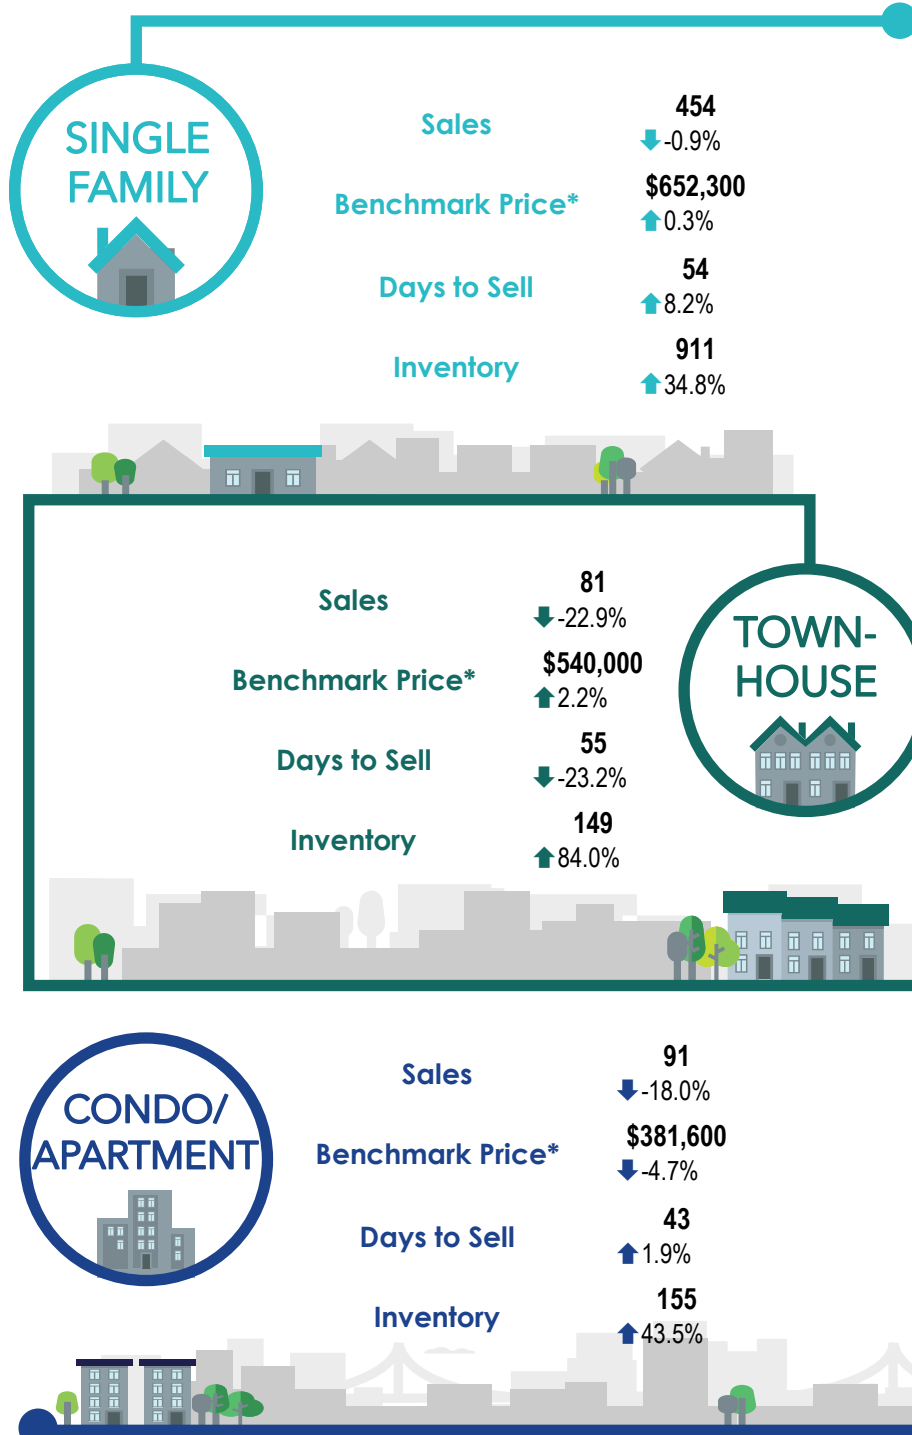 SINGLE
FAMILY
Sales
454
-0.9%
Benchmark Price*
$652,300
0.3%
Days to Sell
54
8.2%
Inventory
911
34.8%
Sales
81
-22.9%
Benchmark Price*
$540,000
2.2%
Days to Sell
55
-23.2%
Inventory
149
84.0%
TOWN-
HOUSE
CONDO/
APARTMENT
Sales
91
-18.0%
Benchmark Price*
$381,600
-4.7%
Days to Sell
43
1.9%
Inventory
155
43.5%